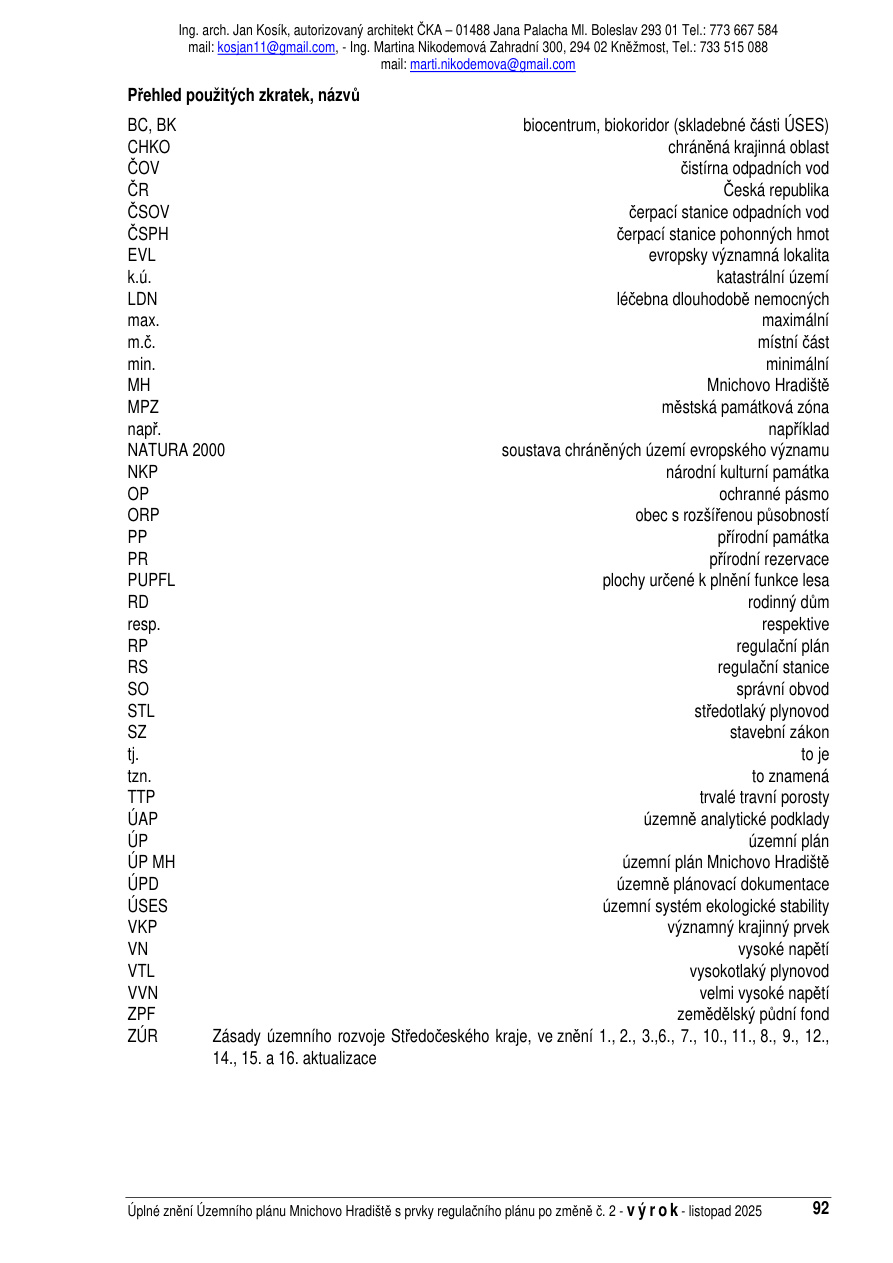 Ing. arch. Jan Kosík, autorizovaný architekt ČKA – 01488 Jana Palacha Ml. Boleslav 293 01 Tel.: 773 667 584
mail: kosjan11@gmail.com, - Ing. Martina Nikodemová Zahradní 300, 294 02 Kněžmost, Tel.: 733 515 088
mail: marti.nikodemova@gmail.com
Přehled použitých zkratek, názvů
BC, BK biocentrum, biokoridor (skladebné části ÚSES)
CHKO chráněná krajinná oblast
ČOV čistírna odpadních vod
ČR Česká republika
ČSOV čerpací stanice odpadních vod
ČSPH čerpací stanice pohonných hmot
EVL evropsky významná lokalita
k.ú. katastrální území
LDN léčebna dlouhodobě nemocných
max. maximální
m.č. místní část
min. minimální
MH Mnichovo Hradiště
MPZ městská památková zóna
např. například
NATURA 2000 soustava chráněných území evropského významu
NKP národní kulturní památka
OP ochranné pásmo
ORP obec s rozšířenou působností
PP přírodní památka
PR přírodní rezervace
PUPFL plochy určené k plnění funkce lesa
RD rodinný dům
resp. respektive
RP regulační plán
RS regulační stanice
SO správní obvod
STL středotlaký plynovod
SZ stavební zákon
tj. to je
tzn. to znamená
TTP trvalé travní porosty
ÚAP územně analytické podklady
ÚP územní plán
ÚP MH územní plán Mnichovo Hradiště
ÚPD územně plánovací dokumentace
ÚSES územní systém ekologické stability
VKP významný krajinný prvek
VN vysoké napětí
VTL vysokotlaký plynovod
VVN velmi vysoké napětí
ZPF zemědělský půdní fond
ZÚR Zásady územního rozvoje Středočeského kraje, ve znění 1., 2., 3.,6., 7., 10., 11., 8., 9., 12.,
14., 15. a 16. aktualizace
Úplné znění Územního plánu Mnichovo Hradiště s prvky regulačního plánu po změně č. 2 - v ý r o k - listopad 2025 92